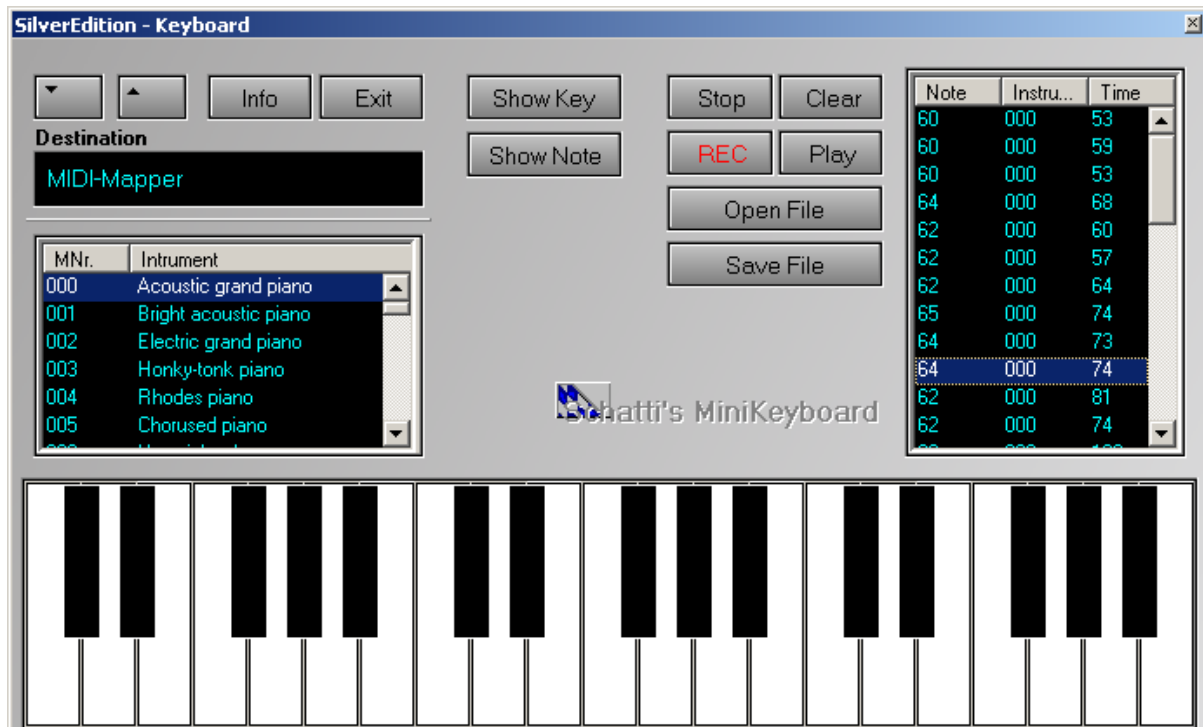 SilverEdition - Keyboard
Info Exit
Show Key
Stop Clear
Destination
Show Note
REC Play
MIDI-Mapper
Open File
Save File
MNr. Intrument
000 Acoustic grand piano
001 Bright acoustic piano
002 Electric grand piano
003 Honky-tonk piano
004 Rhodes piano
005 Chorused piano
Schatti's MiniKeyboard
Note Instru... Time
60 000 53
60 000 59
60 000 53
64 000 68
62 000 60
62 000 57
62 000 64
65 000 74
64 000 73
64 000 74
62 000 81
62 000 74